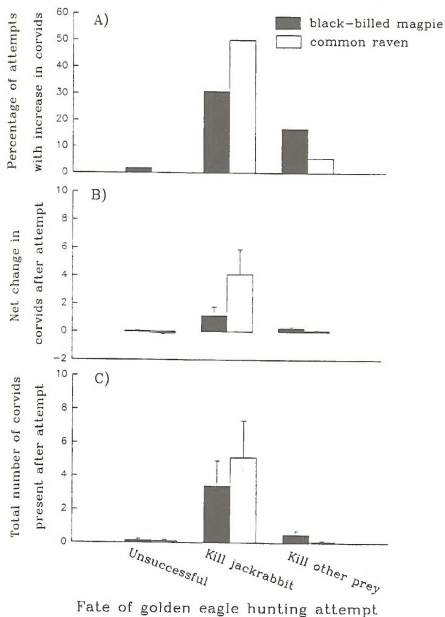 A)
black-billed magpie
common raven
Percentage of attempts
with increase in corvids
60
50
40
30
20
10
0
B)
Net change in
corvids after attempt
10
8
6
4
2
0
-2
C)
Total number of corvids
present after attempt
10
8
6
4
2
0
Unsuccessful
Kill jackrabbit
Kill other prey
Fate of golden eagle hunting attempt